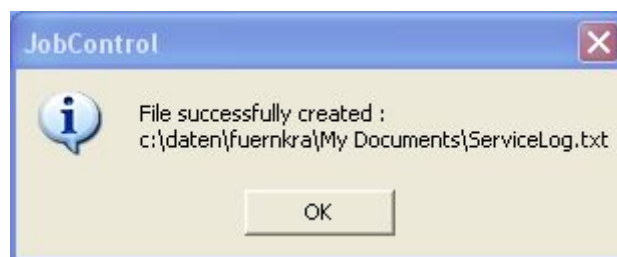 JobControl
File successfully created :
c:\daten\fuernkra\My Documents\ServiceLog.txt
OK